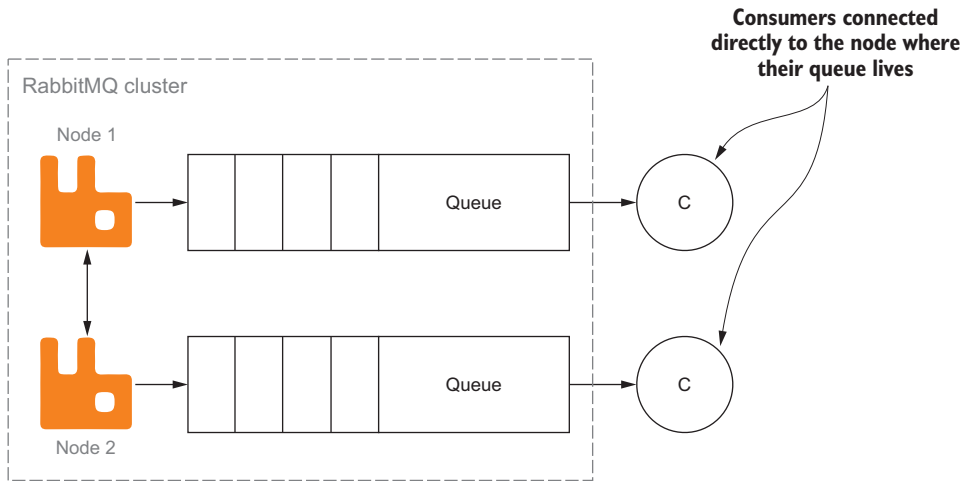 Consumers connected
directly to the node where
their queue lives
RabbitMQ cluster
Node 1
Queue
C
Queue
C
Node 2